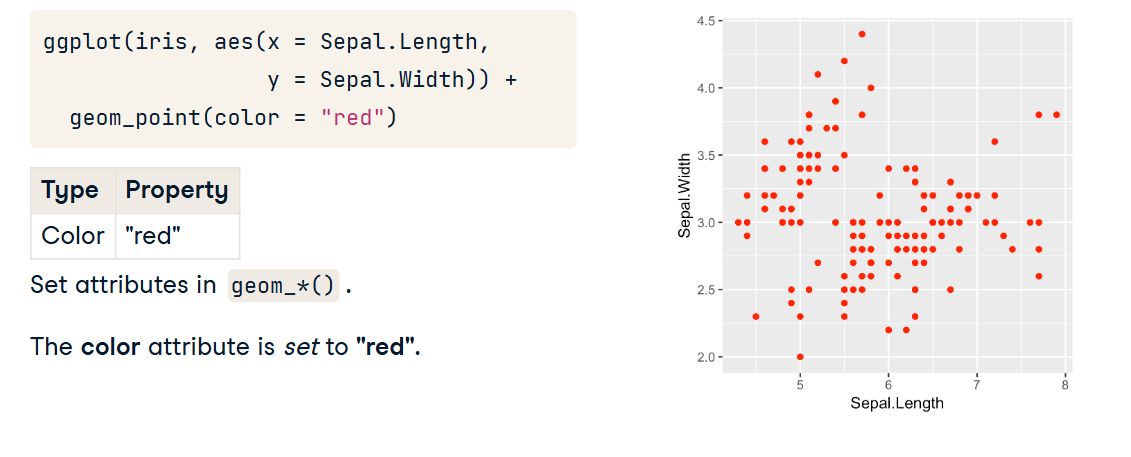 ggplot(iris, aes(x = Sepal.Length,
y = Sepal.Width)) +
geom_point(color = "red")
Type Property
Color "red"
Set attributes in geom_*() .
The color attribute is set to "red".
4.5
4.0
3.5
3.0
2.5
2.0
Sepal.Width
5 6 7 8
Sepal.Length